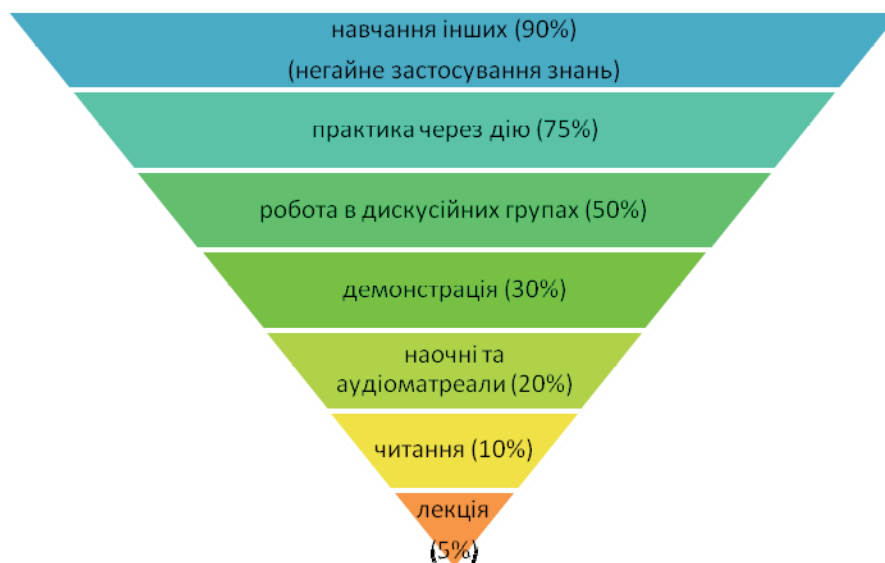 навчання інших (90%)
(негайне застосування знань)
практика через дію (75%)
робота в дискусійних групах (50%)
демонстрація (30%)
наочні та
аудіоматреали (20%)
читання (10%)
лекція
(5%)